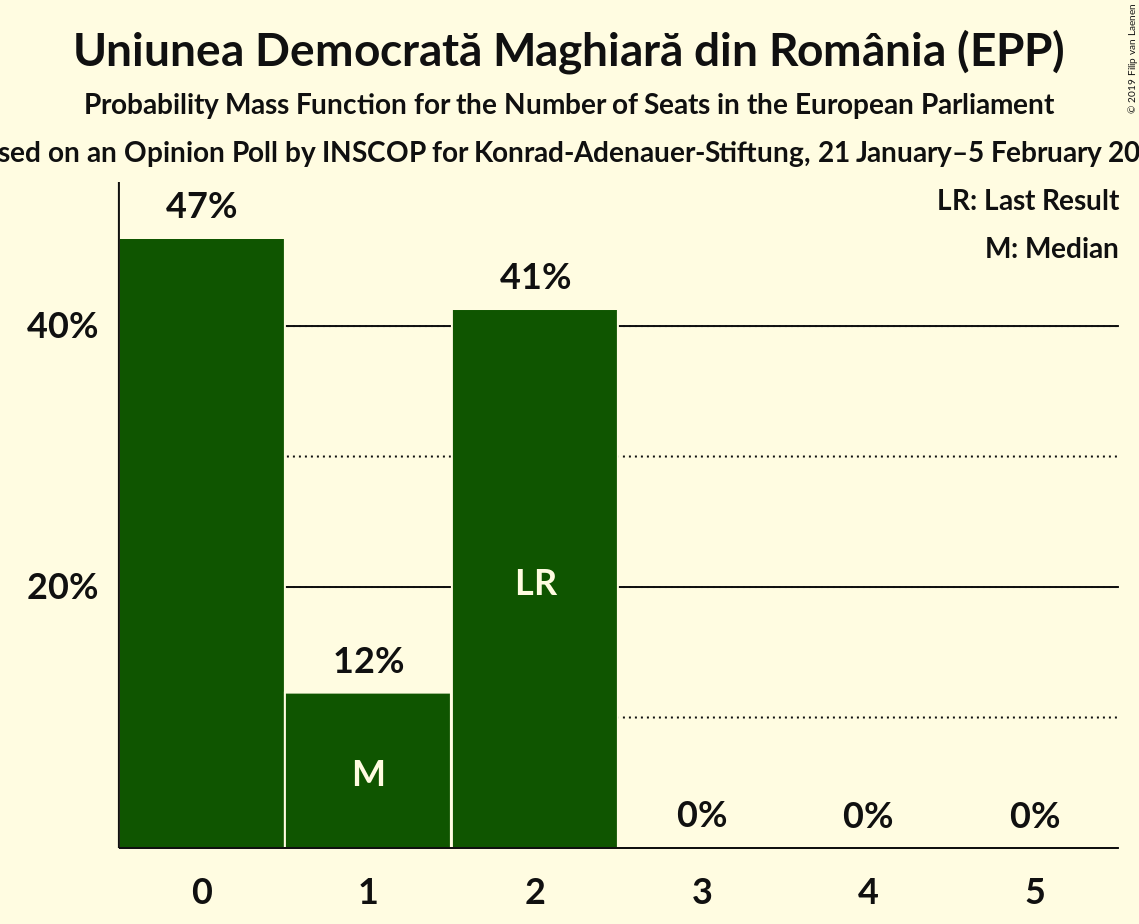 Uniunea Democrată Maghiară din România (EPP)
Probability Mass Function for the Number of Seats in the European Parliament
on an Opinion Poll by INSCOP for Konrad-Adenauer-Stiftung, 21 January–5 February
© 2019 Filip van Laenen
LR: Last Result
M: Median
47%
41%
40%
LR
20%
12%
M
0% 0% 0%
0 1 2 3 4 5